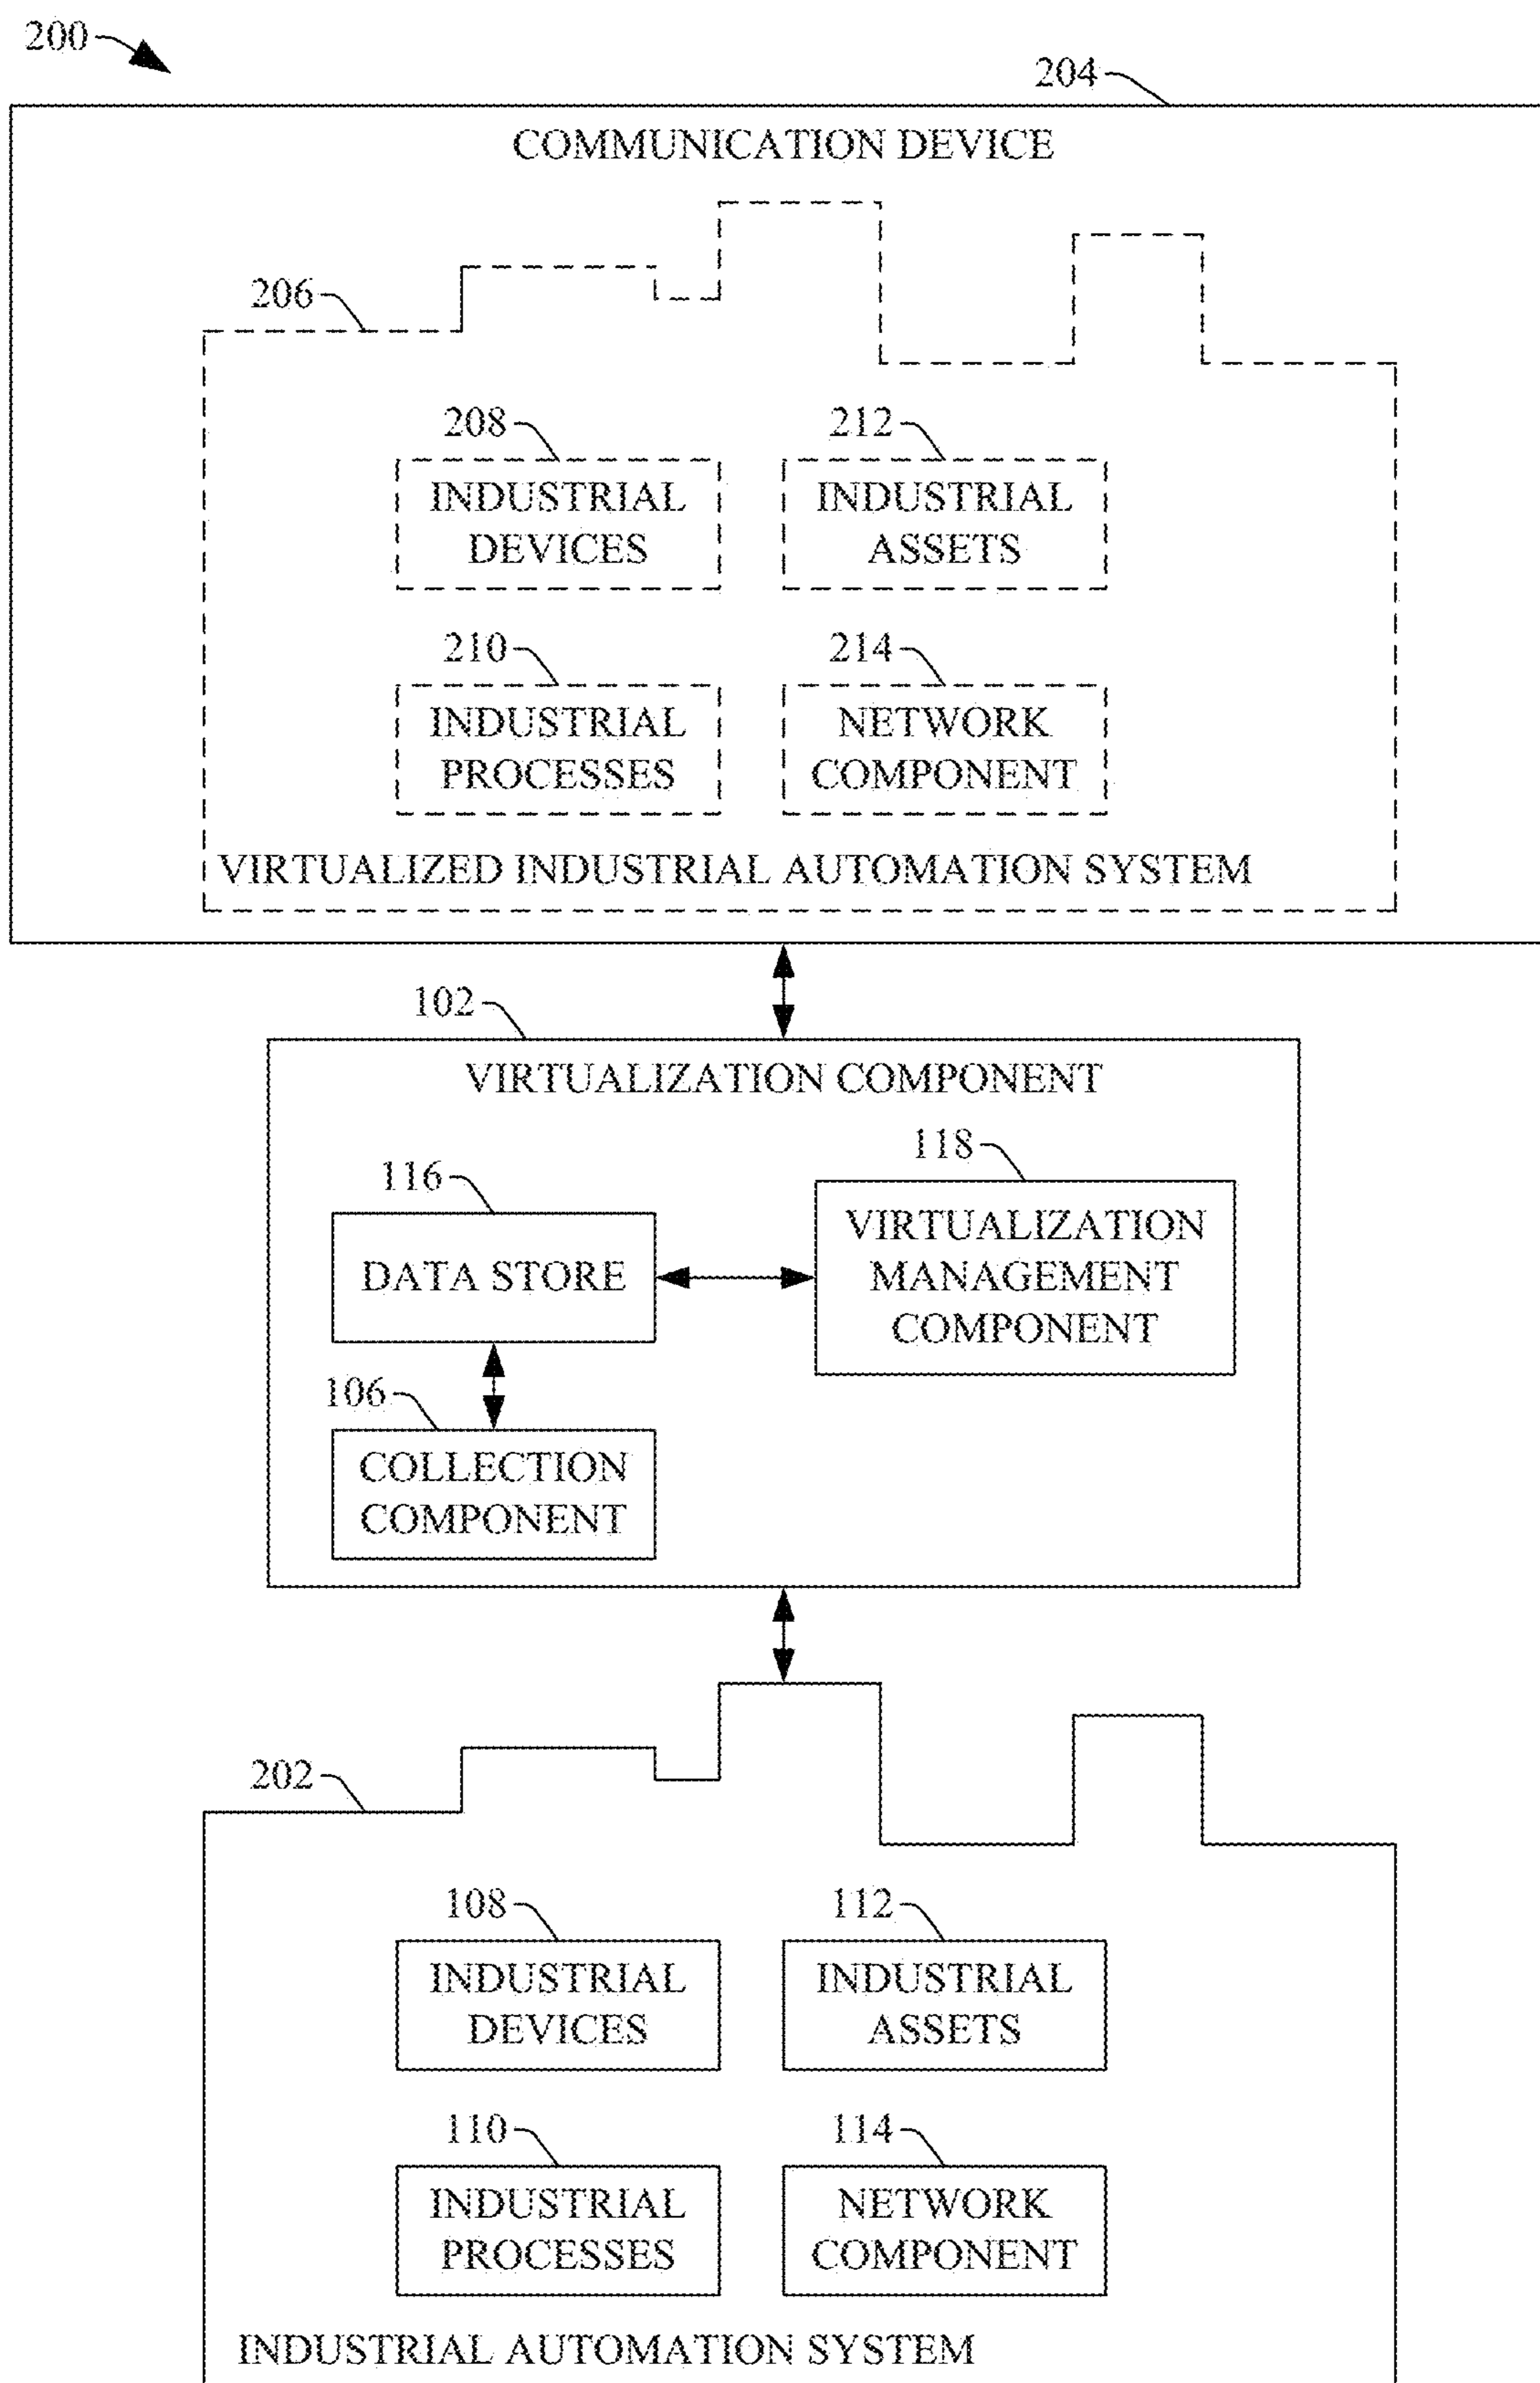 200
204
COMMUNICATION DEVICE
206
208
INDUSTRIAL
DEVICES
212
INDUSTRIAL
ASSETS
210
INDUSTRIAL
PROCESSES
214
NETWORK
COMPONENT
VIRTUALIZED INDUSTRIAL AUTOMATION SYSTEM
102
VIRTUALIZATION COMPONENT
116
DATA STORE
118
VIRTUALIZATION
MANAGEMENT
COMPONENT
106
COLLECTION
COMPONENT
202
108
INDUSTRIAL
DEVICES
112
INDUSTRIAL
ASSETS
110
INDUSTRIAL
PROCESSES
114
NETWORK
COMPONENT
INDUSTRIAL AUTOMATION SYSTEM